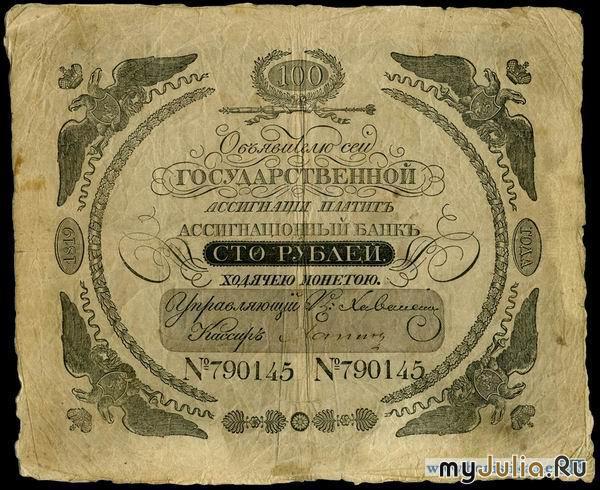 100
Объявителю сей
ГОСУДАРСТВЕННОЙ
АССИГНАЦІИ ПЛАТИТЪ
АССИГНАЦІОННЫЙ БАНКЪ
СТО РУБЛЕЙ
ХОДЯЧЕЮ МОНЕТОЮ.
1819 ГОДА
Управляющій
Кассиръ
№790145 №790145
myJulia.Ru